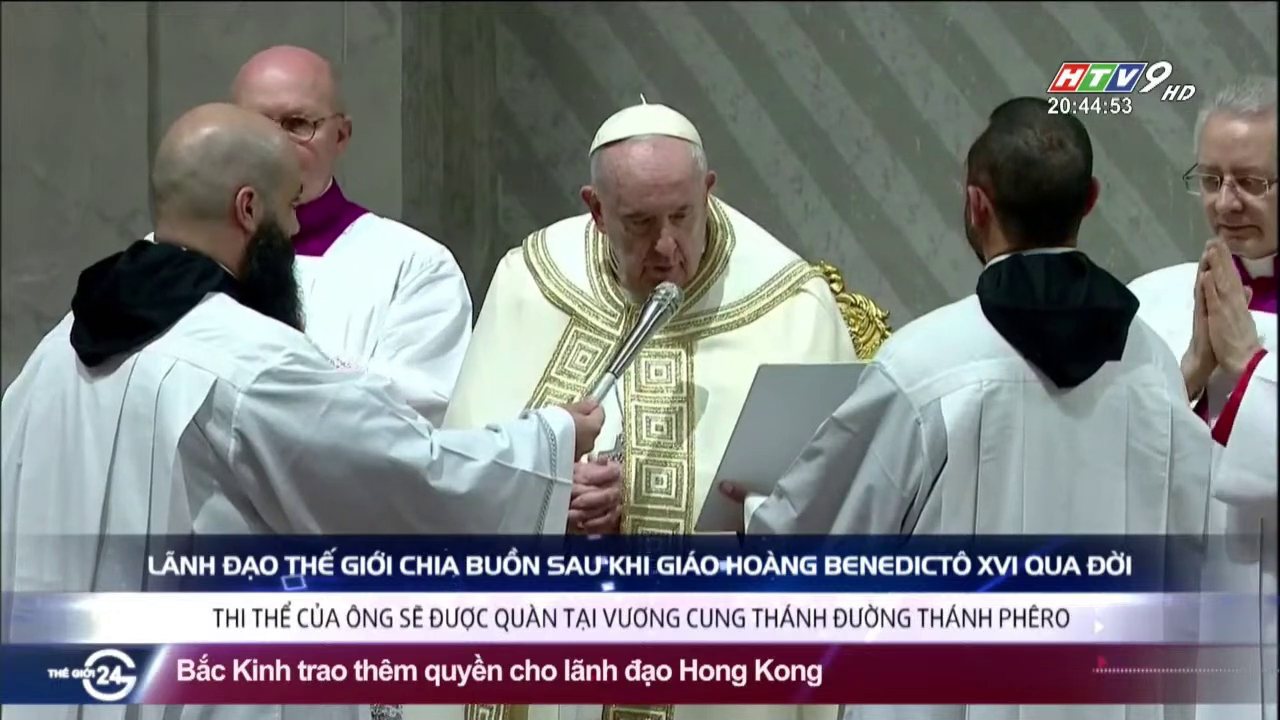 HTV9 HD
20:44:53
LÃNH ĐẠO THẾ GIỚI CHIA BUỒN SAU KHI GIÁO HOÀNG BENEDICTÔ XVI QUA ĐỜI
THI THỂ CỦA ÔNG SẼ ĐƯỢC QUÀN TẠI VƯƠNG CUNG THÁNH ĐƯỜNG THÁNH PHÊRO
THẾ GIỚI 24G
Bắc Kinh trao thêm quyền cho lãnh đạo Hong Kong